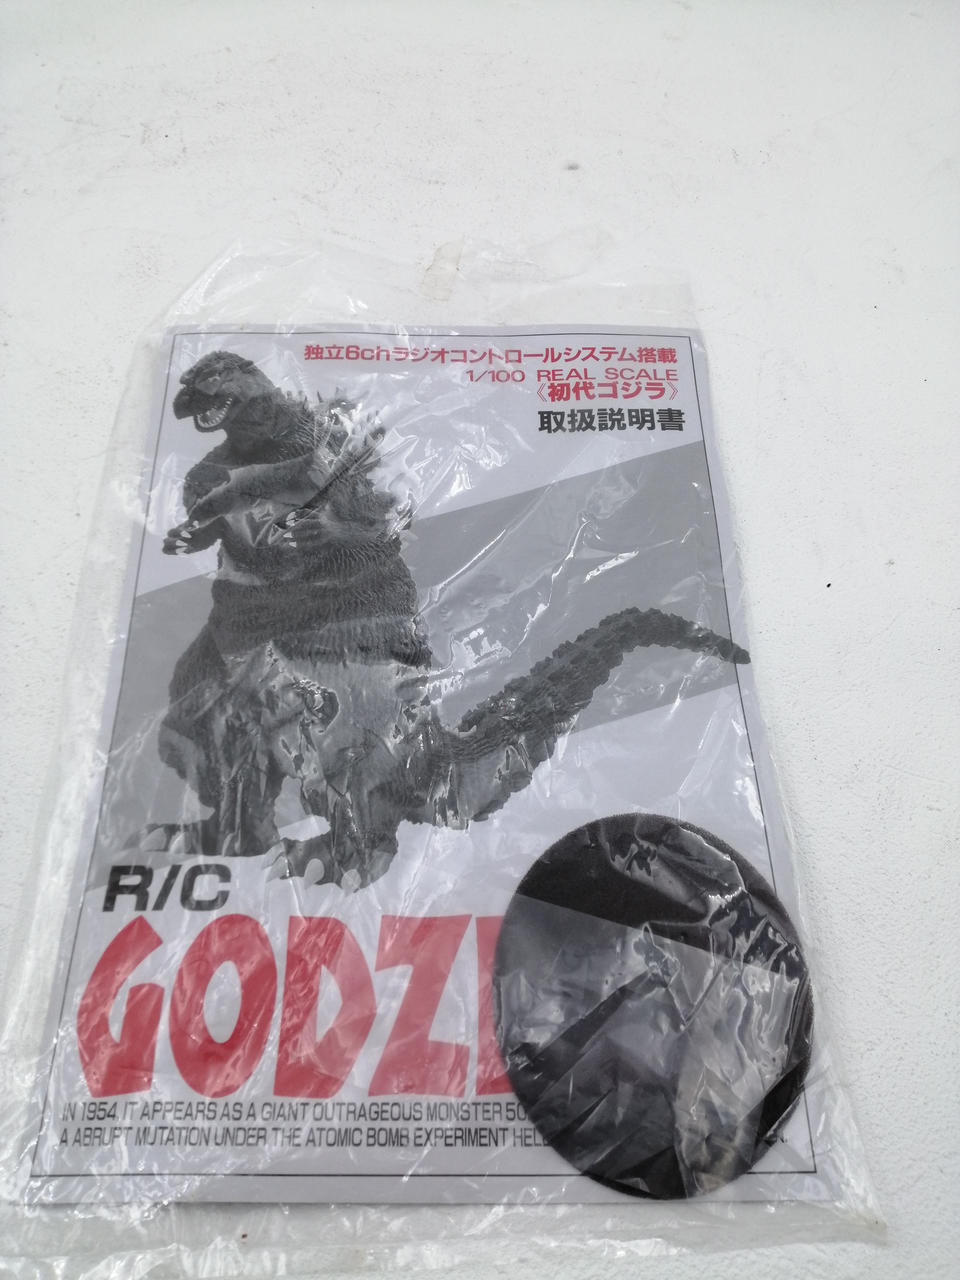 独立6chラジオコントロールシステム搭載
1/100 REAL SCALE
《初代ゴジラ》
取扱説明書
R/C
GODZ
IN 1954, IT APPEARS AS A GIANT OUTRAGEOUS MONSTER 50
A ABRUPT MUTATION UNDER THE ATOMIC BOMB EXPERIMENT HELD